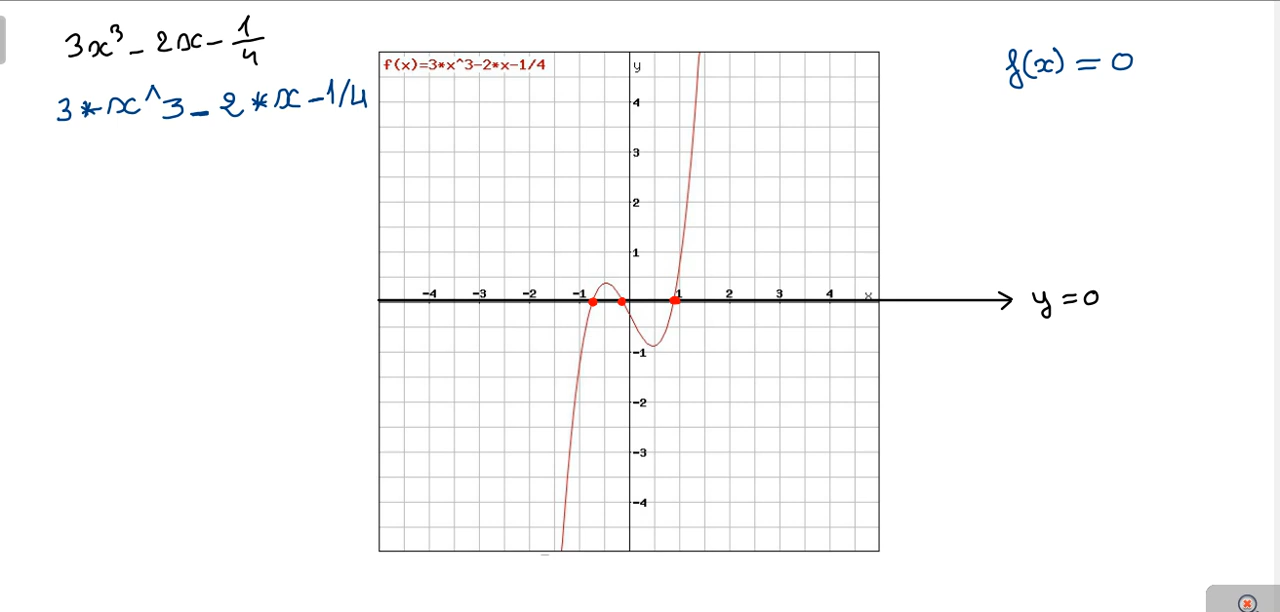 3x³ - 2x - 1/4
3*x^3 - 2*x - 1/4
f(x)=3*x^3-2*x-1/4
f(x) = 0
y
4
3
2
1
-4 -3 -2 -1 1 2 3 4 x
y = 0
-1
-2
-3
-4